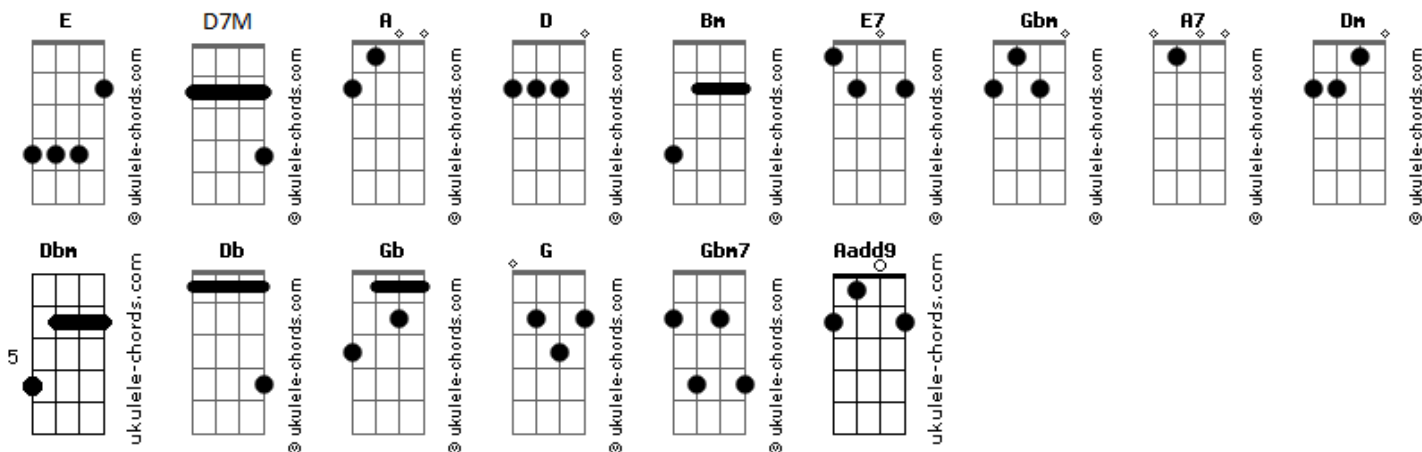 E D7M A D Bm E7 Gbm A7 Dm
© ukulele-chords.com © ukulele-chords.com © ukulele-chords.com © ukulele-chords.com © ukulele-chords.com © ukulele-chords.com © ukulele-chords.com © ukulele-chords.com © ukulele-chords.com
Dbm Db Gb G Gbm7 Aadd9
5
ukulele-chords.com © ukulele-chords.com © ukulele-chords.com © ukulele-chords.com © ukulele-chords.com ukulele-chords.com